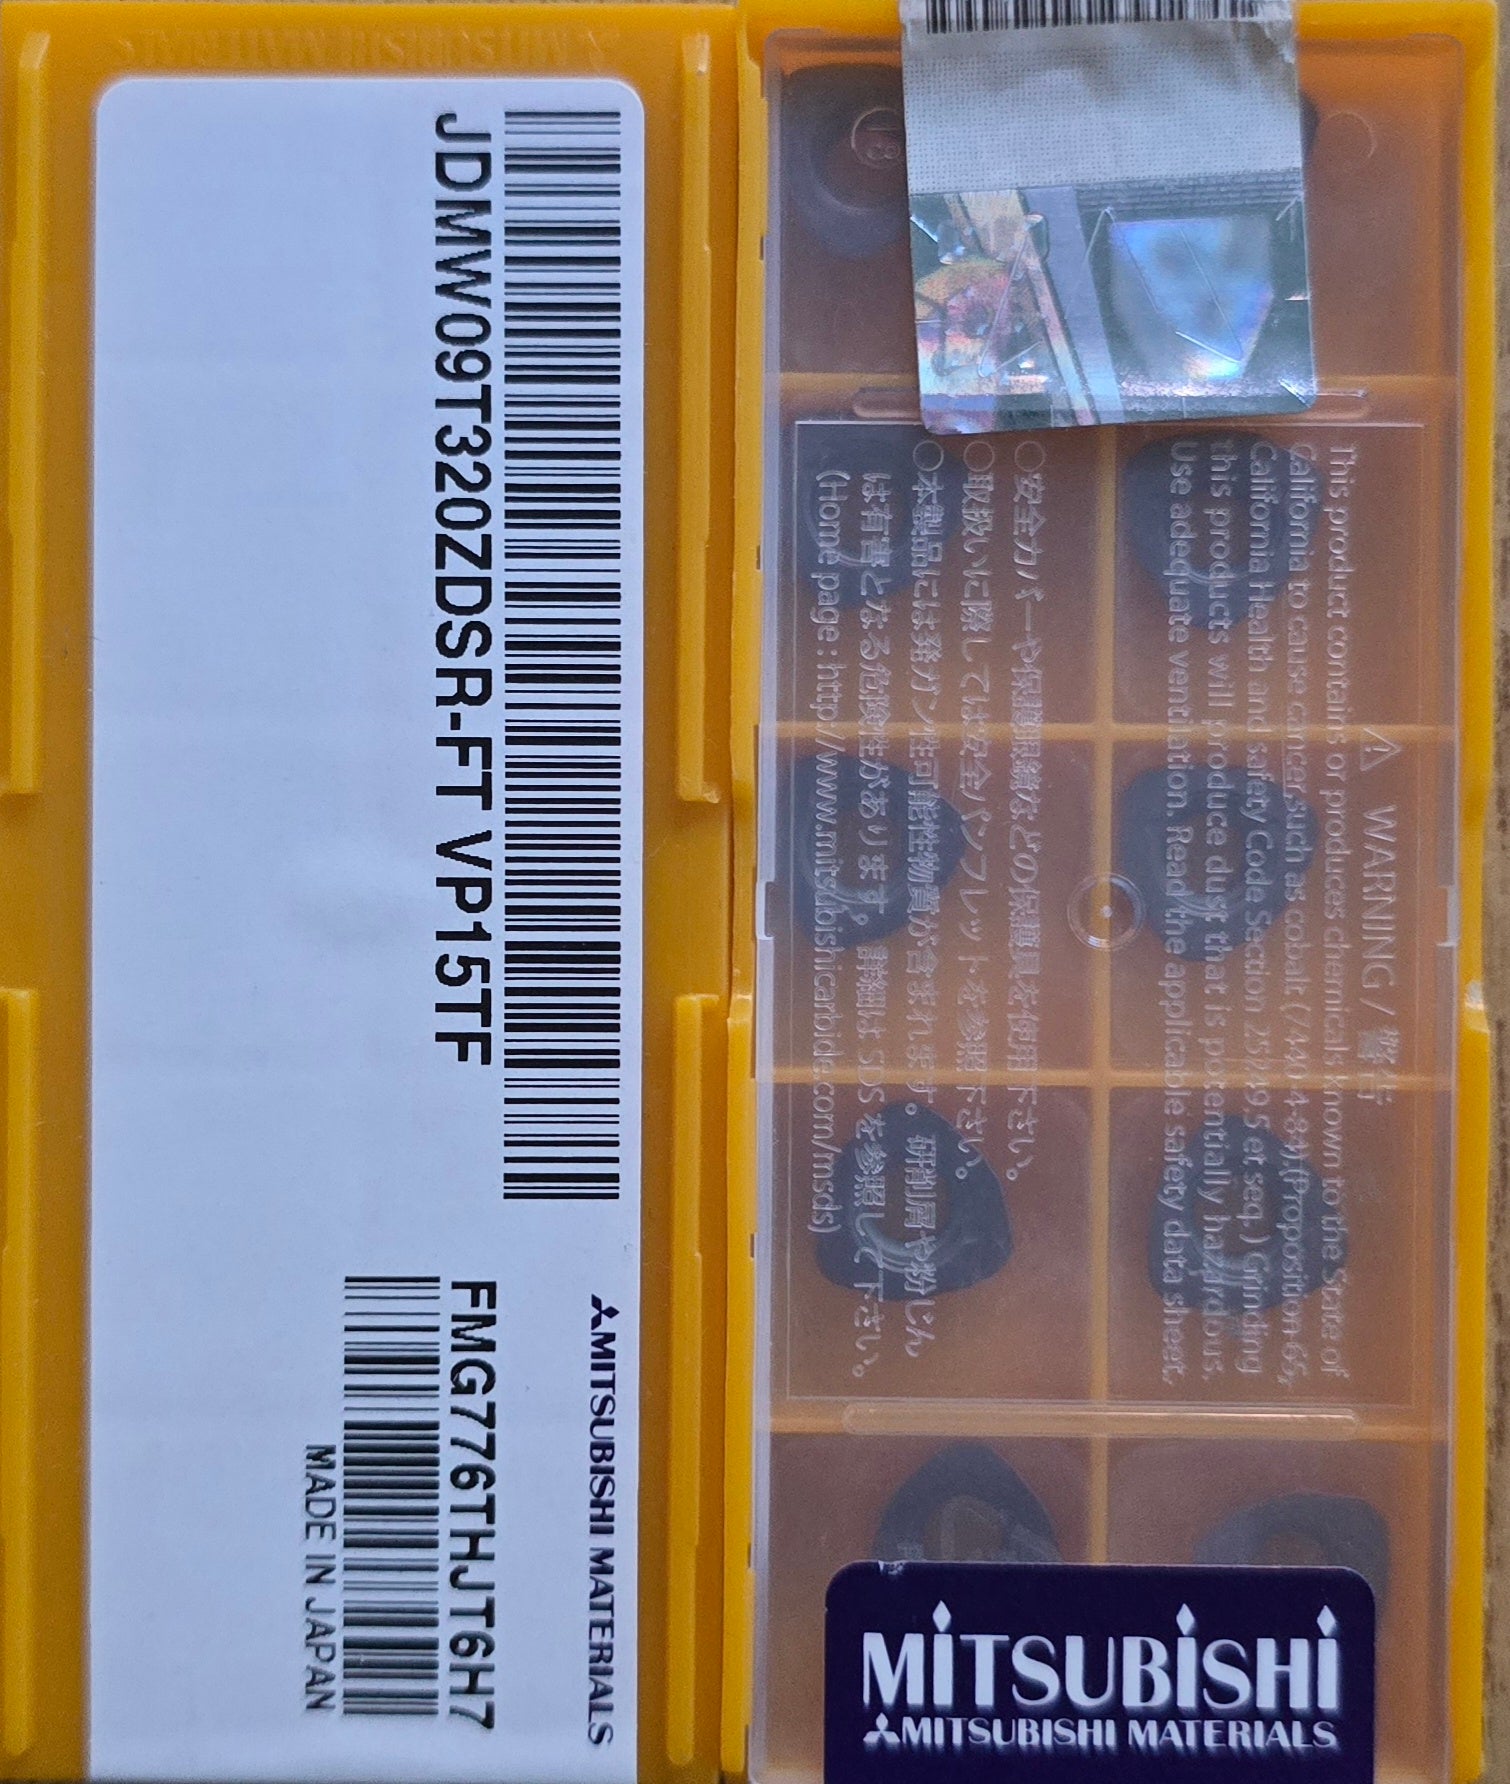 JDMW09T320ZDSR-FT VP15TF
MITSUBISHI MATERIALS
FMG776THJT6H7
MADE IN JAPAN
⚠ WARNING / 警告
This product contains or produces chemicals known to the State of
California to cause cancer such as cobalt (7440-48-4).(Proposition 65,
California Health and safety Code Section 25249.5 et seq.) Grinding
this products will produce dust that is potentially hazardous.
Use adequate ventilation. Read the applicable safety data sheet.
○安全カバーや保護眼鏡などの保護具を使用下さい。
○取扱いに際しては安全パンフレットを参照下さい。
○本製品には発ガン性可能性物質が含まれます。研削屑や粉じん
は有害となる危険性があります。詳細は SDS を参照して下さい。
(Home page : http://www.mitsubishicarbide.com/msds)
MITSUBISHI
MITSUBISHI MATERIALS